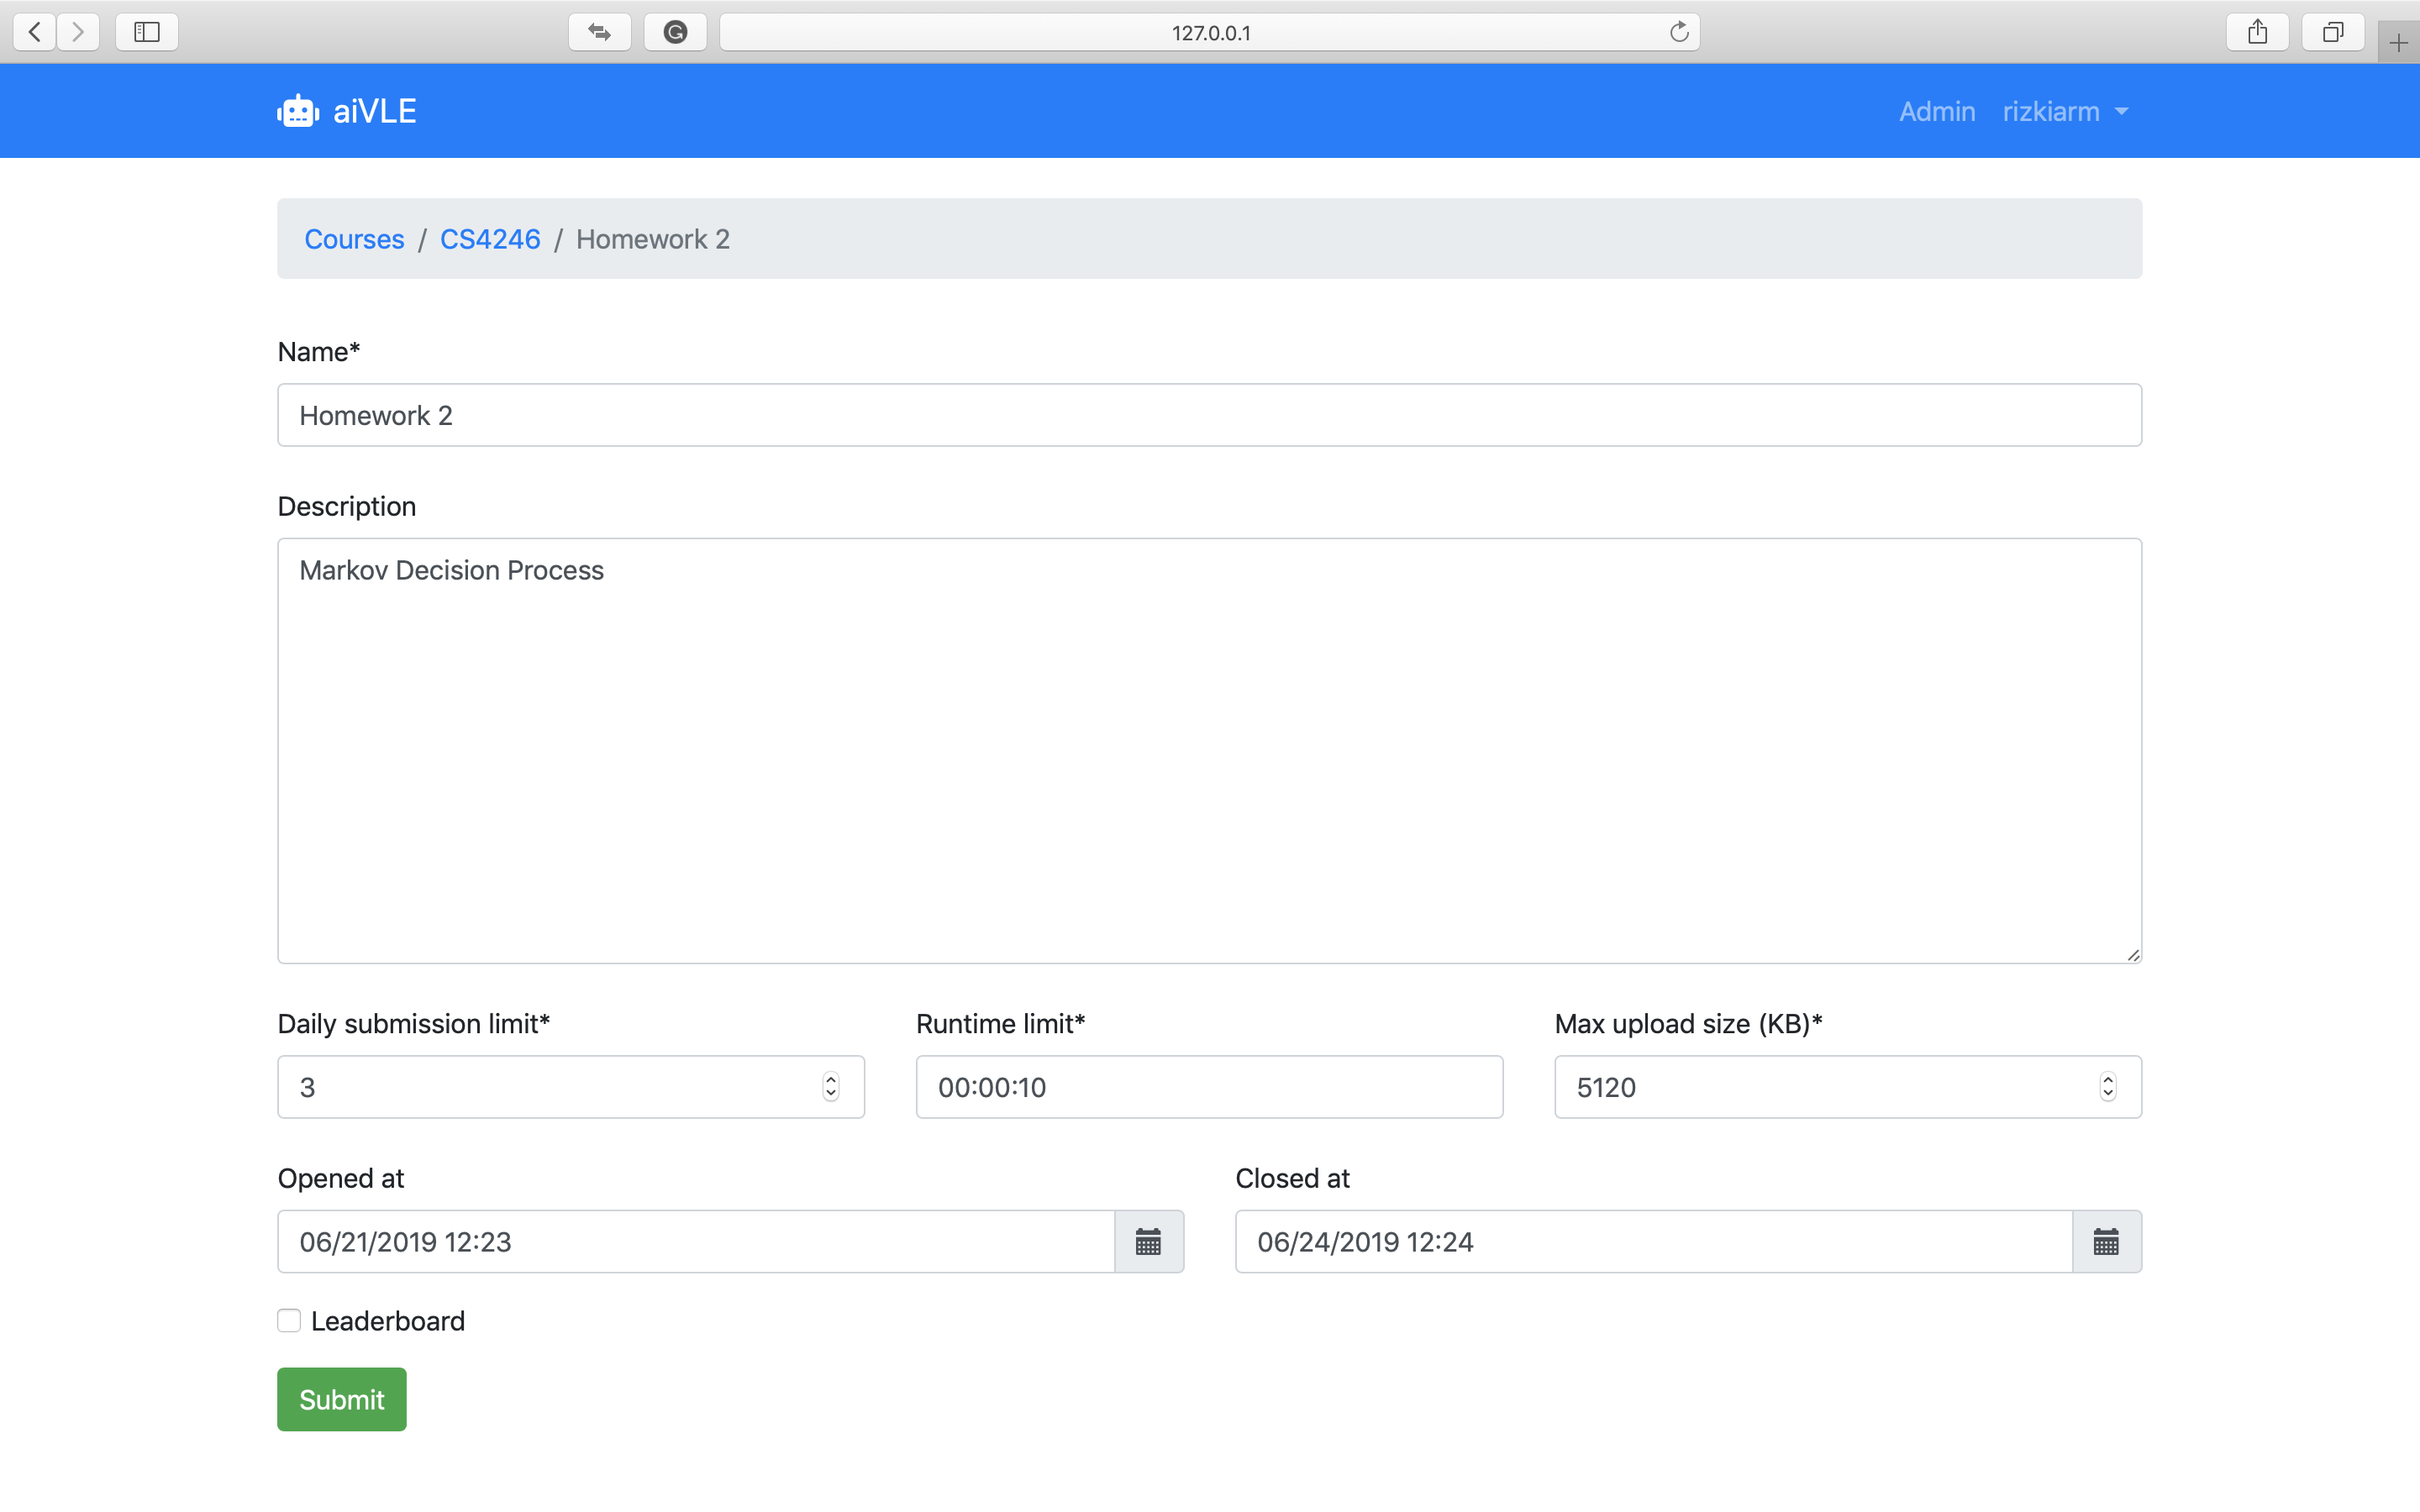 127.0.0.1
aiVLE
Admin rizkiarm
Courses / CS4246 / Homework 2
Name*
Homework 2
Description
Markov Decision Process
Daily submission limit* Runtime limit* Max upload size (KB)*
3 00:00:10 5120
Opened at Closed at
06/21/2019 12:23 06/24/2019 12:24
Leaderboard
Submit